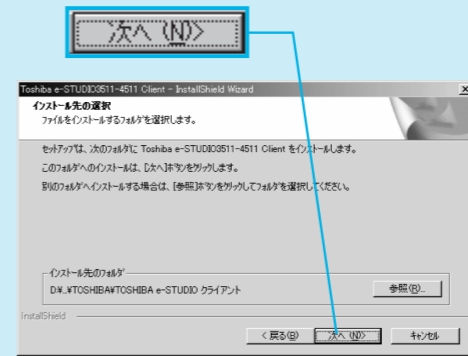 次へ (N)>
Toshiba e-STUDIO3511-4511 Client - InstallShield Wizard
インストール先の選択
ファイルをインストールするフォルダを選択します。
セットアップは、次のフォルダに Toshiba e-STUDIO3511-4511 Client をインストールします。
このフォルダへのインストールは、[次へ]ボタンをクリックします。
別のフォルダへインストールする場合は、[参照]ボタンをクリックしてフォルダを選択してください。
インストール先のフォルダ
D:¥..¥TOSHIBA¥TOSHIBA e-STUDIO クライアント
参照(R)...
InstallShield
< 戻る(B)
次へ (N)>
キャンセル